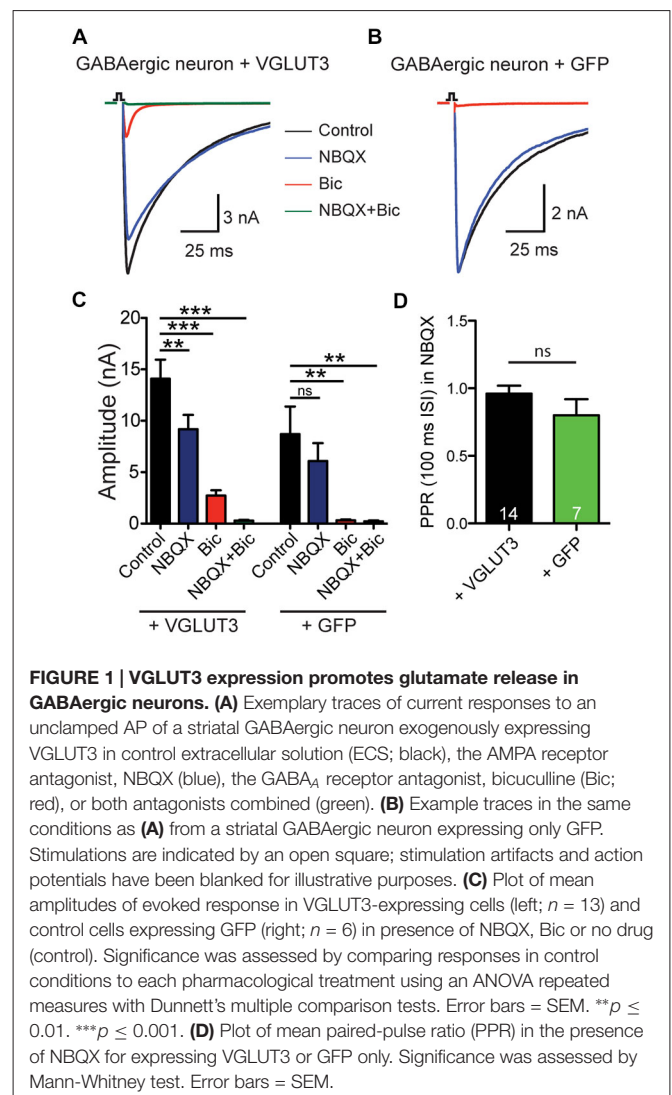 A
GABAergic neuron + VGLUT3
Control
NBQX
Bic
NBQX+Bic
3 nA
25 ms
B
GABAergic neuron + GFP
2 nA
25 ms
C
Amplitude (nA)
20
15
10
5
0
***
***
**
**
**
ns
Control
NBQX
Bic
NBQX+Bic
Control
NBQX
Bic
NBQX+Bic
+ VGLUT3
+ GFP
D
PPR (100 ms ISI) in NBQX
1.5
1.0
0.5
0.0
ns
14
7
+ VGLUT3
+ GFP
FIGURE 1 | VGLUT3 expression promotes glutamate release in
GABAergic neurons. (A) Exemplary traces of current responses to an
unclamped AP of a striatal GABAergic neuron exogenously expressing
VGLUT3 in control extracellular solution (ECS; black), the AMPA receptor
antagonist, NBQX (blue), the GABAA receptor antagonist, bicuculline (Bic;
red), or both antagonists combined (green). (B) Example traces in the same
conditions as (A) from a striatal GABAergic neuron expressing only GFP.
Stimulations are indicated by an open square; stimulation artifacts and action
potentials have been blanked for illustrative purposes. (C) Plot of mean
amplitudes of evoked response in VGLUT3-expressing cells (left; n = 13) and
control cells expressing GFP (right; n = 6) in presence of NBQX, Bic or no drug
(control). Significance was assessed by comparing responses in control
conditions to each pharmacological treatment using an ANOVA repeated
measures with Dunnett's multiple comparison tests. Error bars = SEM. **p ≤
0.01. ***p ≤ 0.001. (D) Plot of mean paired-pulse ratio (PPR) in the presence
of NBQX for expressing VGLUT3 or GFP only. Significance was assessed by
Mann-Whitney test. Error bars = SEM.